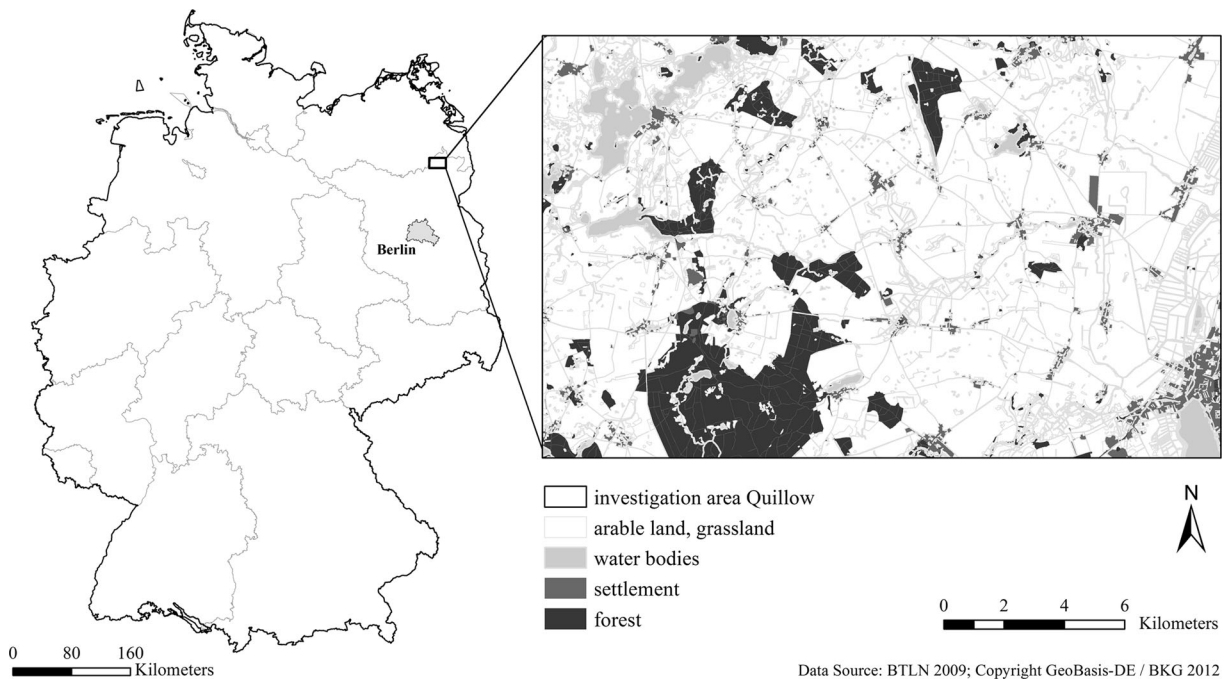 Berlin
investigation area Quillow
arable land, grassland
water bodies
settlement
forest
N
0 80 160
Kilometers
0 2 4 6
Kilometers
Data Source: BTLN 2009; Copyright GeoBasis-DE / BKG 2012